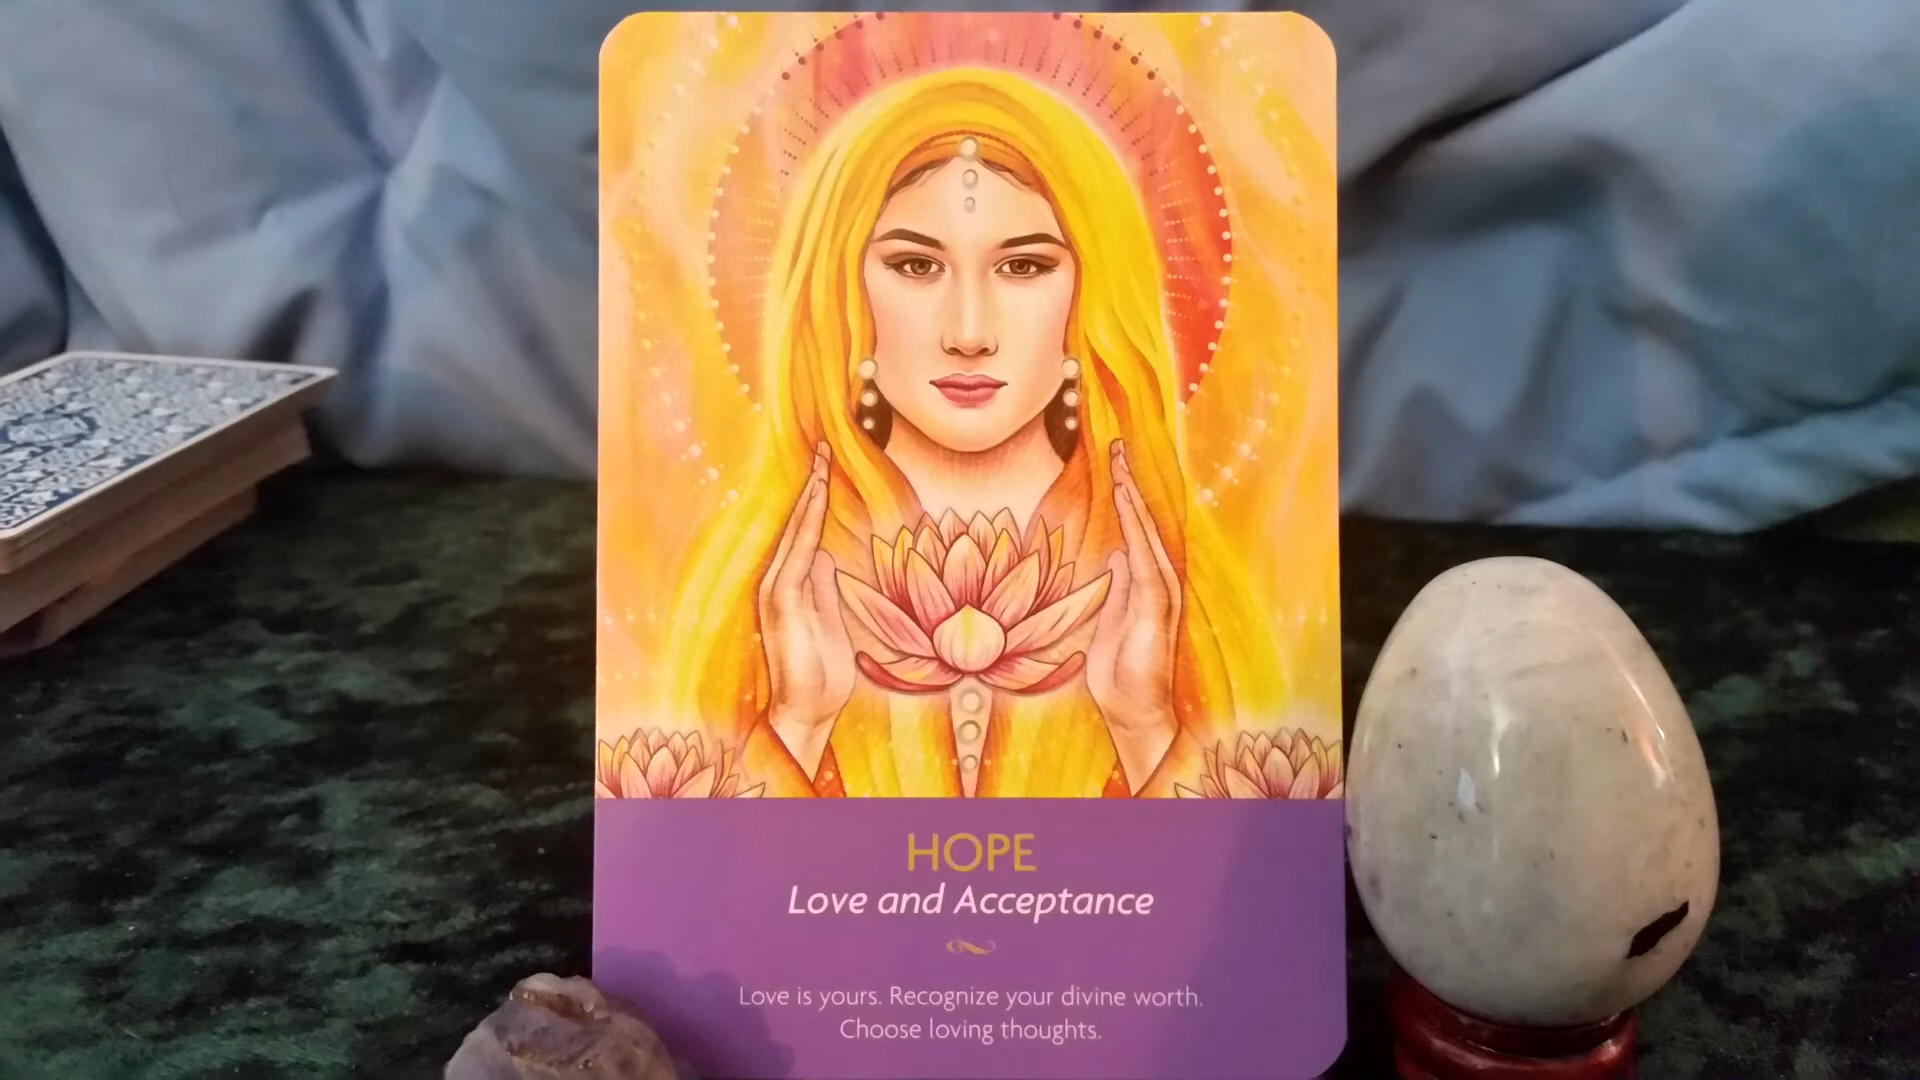 HOPE
Love and Acceptance
Love is yours. Recognize your divine worth.
Choose loving thoughts.